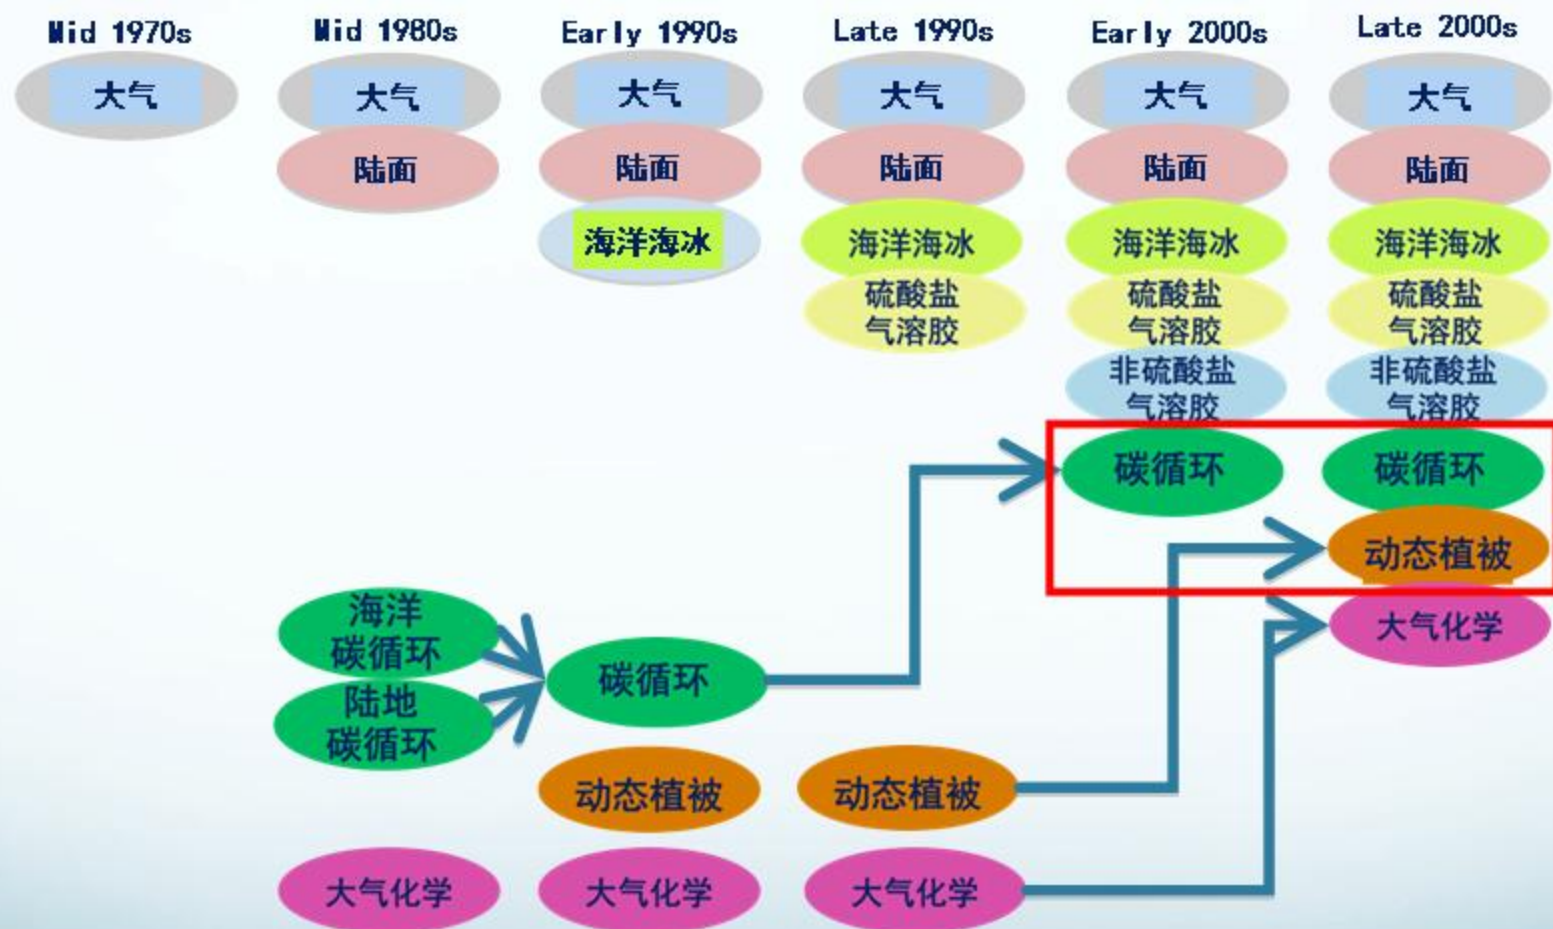 Mid 1970s
Mid 1980s
Early 1990s
Late 1990s
Early 2000s
Late 2000s
大气
大气
大气
大气
大气
大气
陆面
陆面
陆面
陆面
陆面
海洋海冰
海洋海冰
海洋海冰
海洋海冰
硫酸盐
气溶胶
硫酸盐
气溶胶
硫酸盐
气溶胶
非硫酸盐
气溶胶
非硫酸盐
气溶胶
碳循环
碳循环
动态植被
大气化学
海洋
碳循环
陆地
碳循环
碳循环
动态植被
动态植被
大气化学
大气化学
大气化学